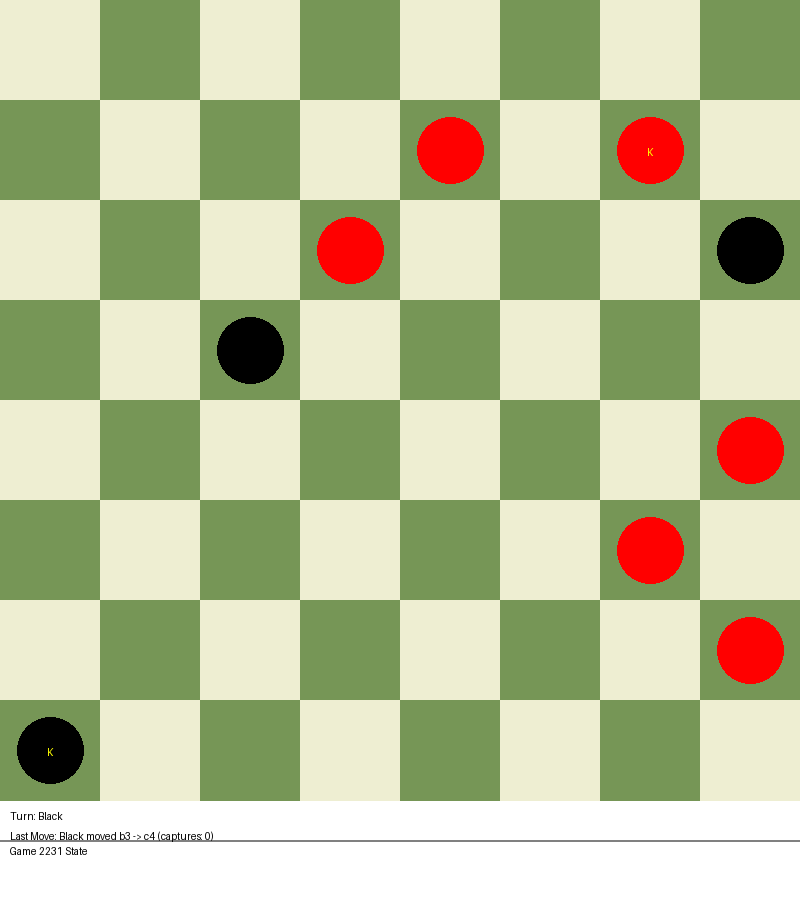 K
K
Turn: Black
Last Move: Black moved b3 -> c4 (captures: 0)
Game 2231 State